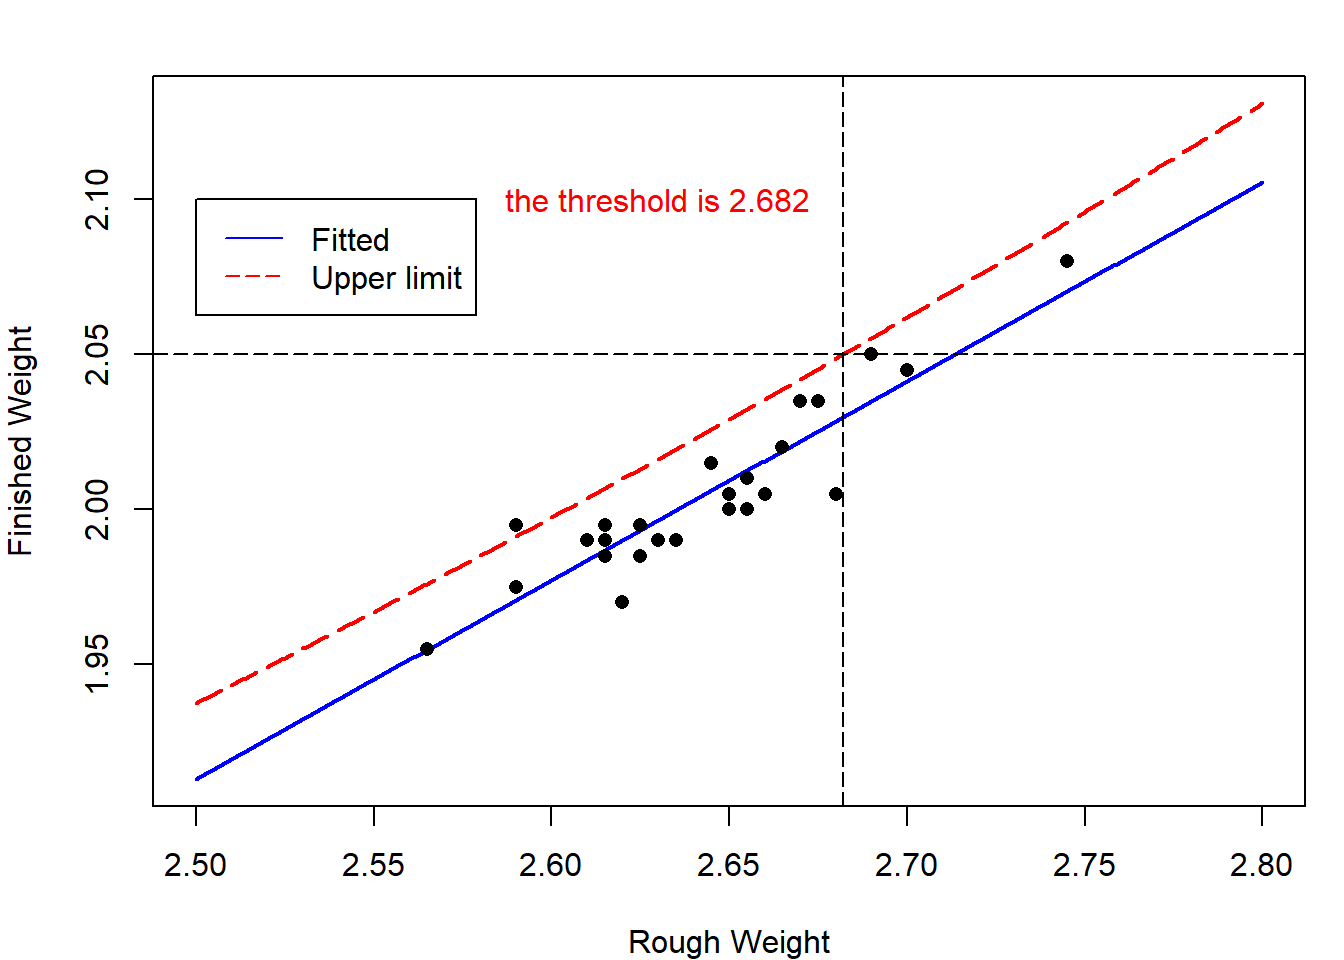 the threshold is 2.682
Fitted
Upper limit
Finished Weight
2.10
2.05
2.00
1.95
2.50 2.55 2.60 2.65 2.70 2.75 2.80
Rough Weight